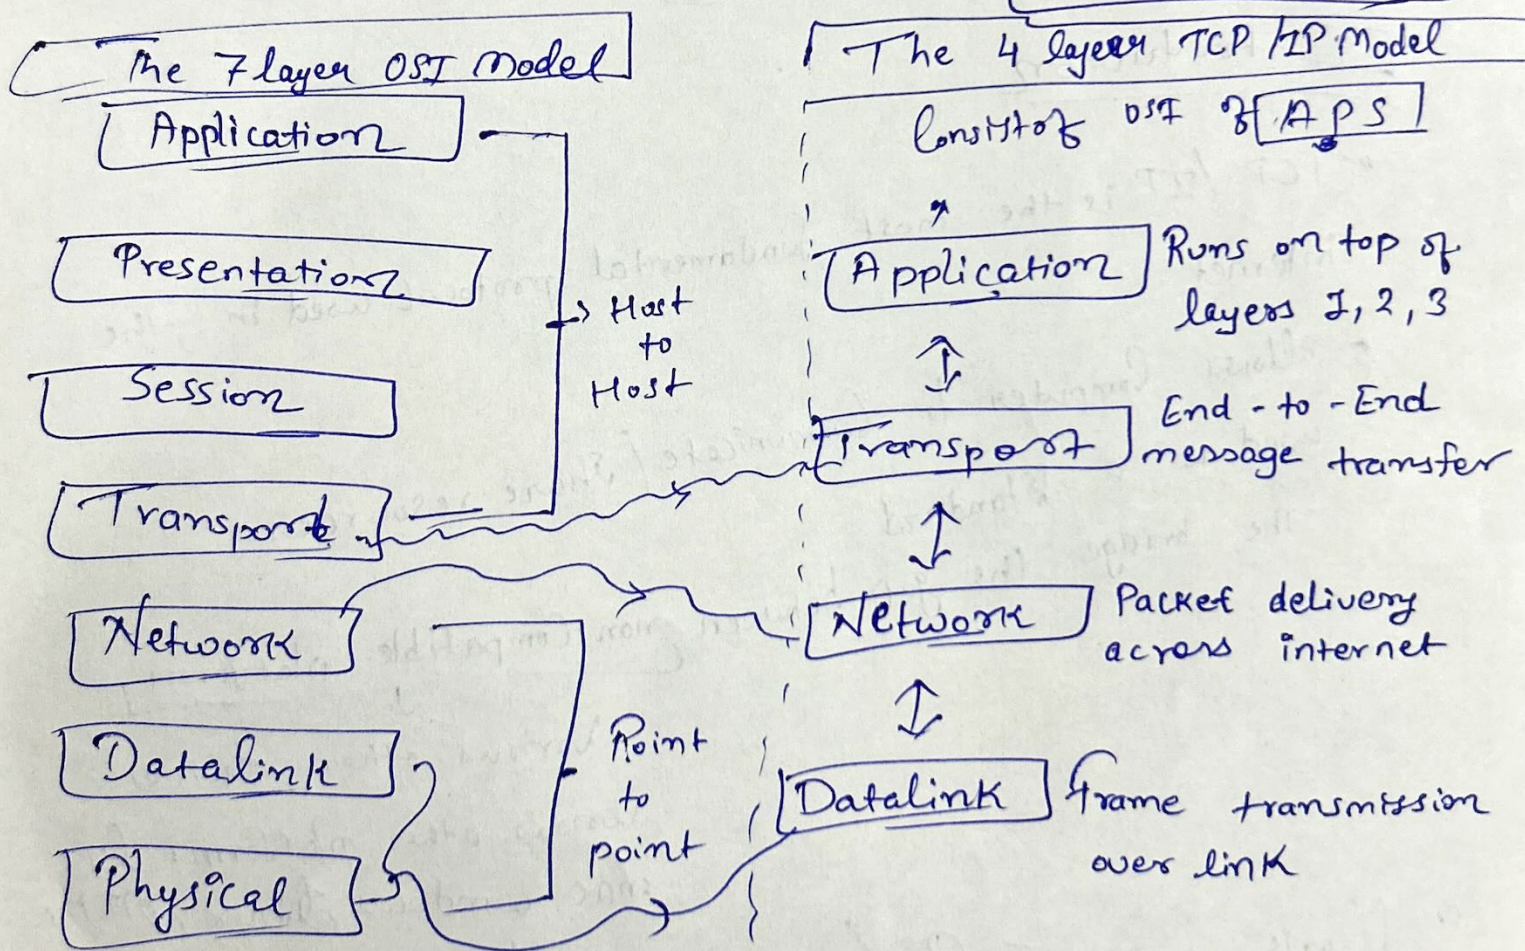 The 7 layer OSI Model
Application
Presentation
Session
Transport
Network
Datalink
Physical
Host
to
Host
Point
to
point
The 4 layer TCP/IP Model
Consist of OSI of APS
Application
Runs on top of
layers 1, 2, 3
Transport
End-to-End
message transfer
Network
Packet delivery
across internet
Datalink
frame transmission
over link